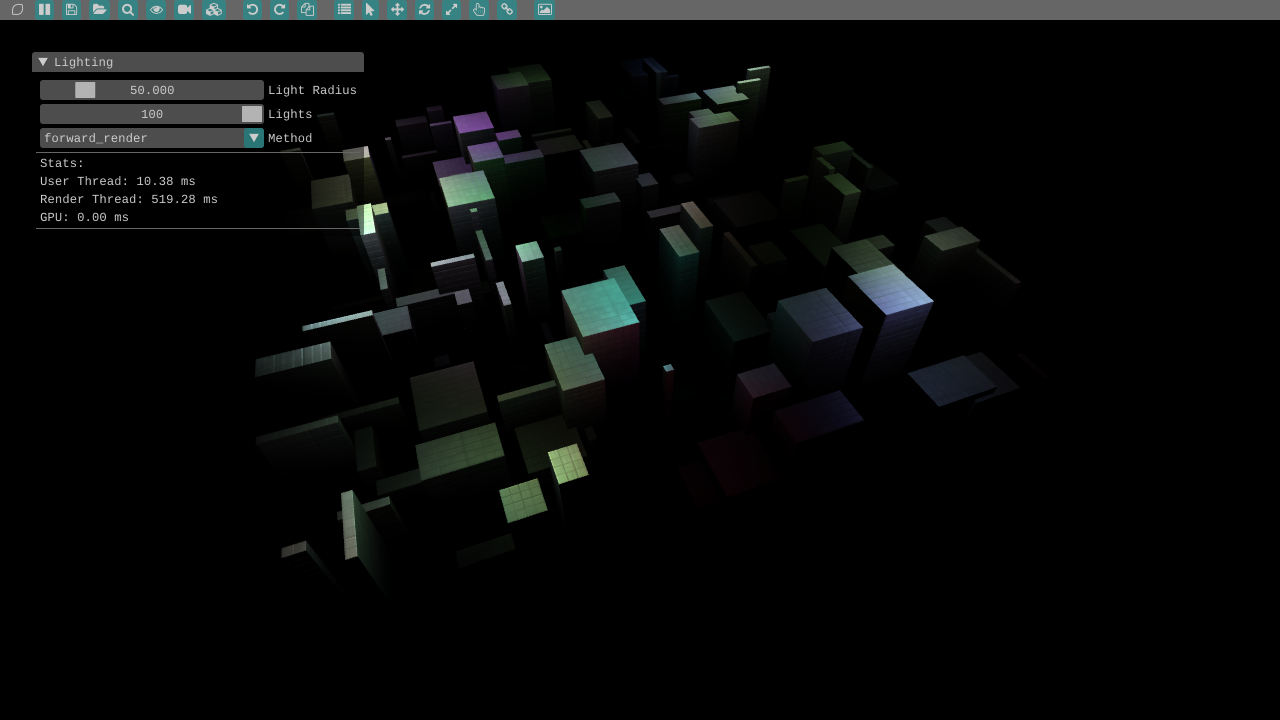 Lighting
50.000 Light Radius
100 Lights
forward_render Method
Stats:
User Thread: 10.38 ms
Render Thread: 519.28 ms
GPU: 0.00 ms